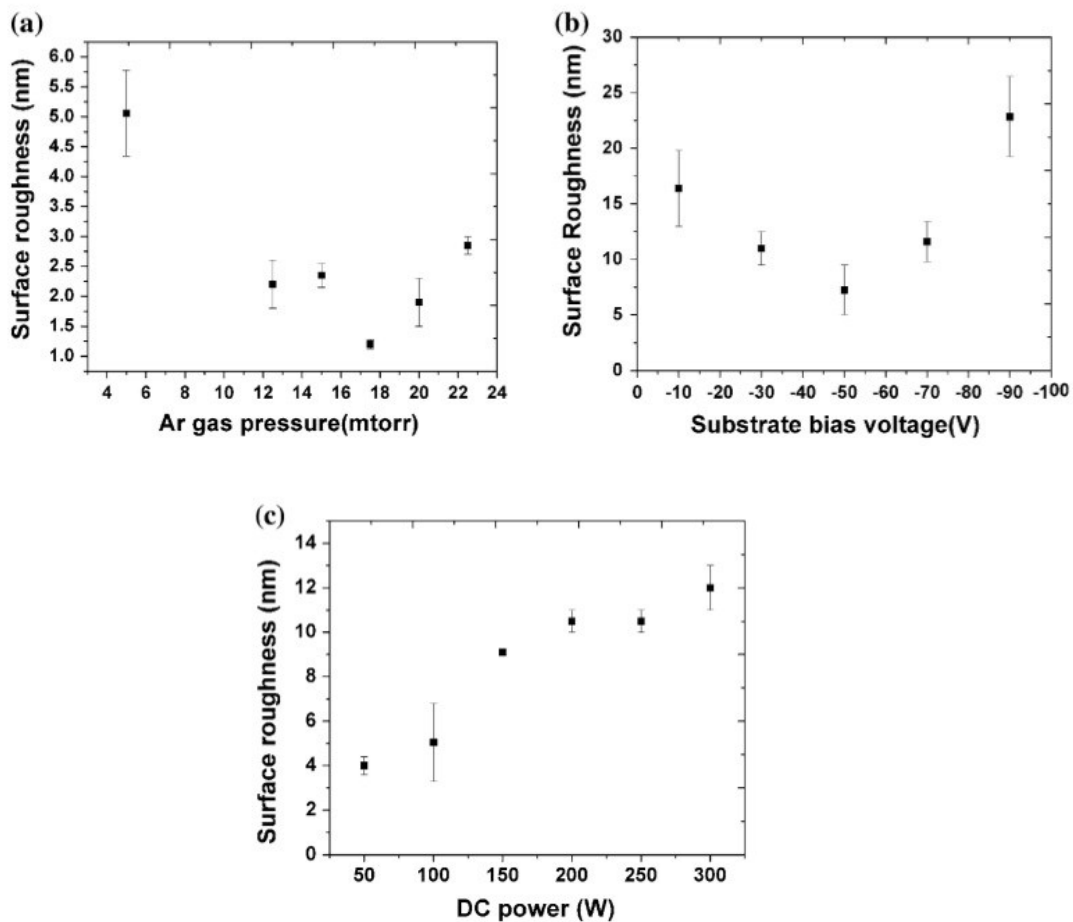 (a)
Surface roughness (nm)
6.0
5.5
5.0
4.5
4.0
3.5
3.0
2.5
2.0
1.5
1.0
4 6 8 10 12 14 16 18 20 22 24
Ar gas pressure(mtorr)
(b)
Surface Roughness (nm)
30
25
20
15
10
5
0
0 -10 -20 -30 -40 -50 -60 -70 -80 -90 -100
Substrate bias voltage(V)
(c)
Surface roughness (nm)
14
12
10
8
6
4
2
0
50 100 150 200 250 300
DC power (W)